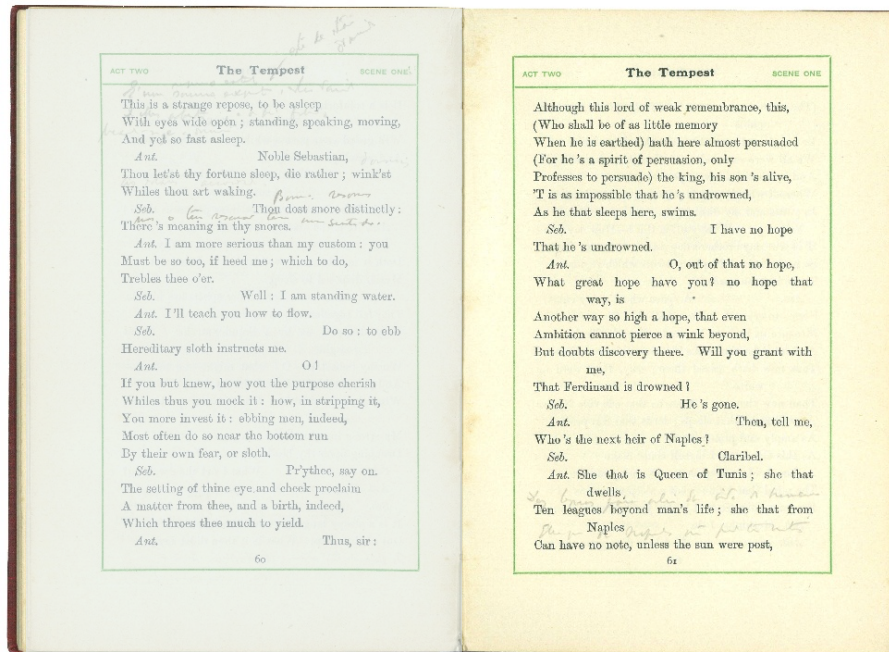 ACT TWO The Tempest SCENE ONE
This is a strange repose, to be asleep
With eyes wide open ; standing, speaking, moving,
And yet so fast asleep.
Ant. Noble Sebastian,
Thou let'st thy fortune sleep, die rather ; wink'st
Whiles thou art waking.
Seb. Thou dost snore distinctly :
There 's meaning in thy snores.
Ant. I am more serious than my custom : you
Must be so too, if heed me ; which to do,
Trebles thee o'er.
Seb. Well : I am standing water.
Ant. I'll teach you how to flow.
Seb. Do so : to ebb
Hereditary sloth instructs me.
Ant. O !
If you but knew, how you the purpose cherish
Whiles thus you mock it : how, in stripping it,
You more invest it : ebbing men, indeed,
Most often do so near the bottom run
By their own fear, or sloth.
Seb. Pr'ythee, say on.
The setting of thine eye and cheek proclaim
A matter from thee, and a birth, indeed,
Which throes thee much to yield.
Ant. Thus, sir :
60
ACT TWO The Tempest SCENE ONE
Although this lord of weak remembrance, this,
(Who shall be of as little memory
When he is earthed) hath here almost persuaded
(For he 's a spirit of persuasion, only
Professes to persuade) the king, his son 's alive,
'T is as impossible that he 's undrowned,
As he that sleeps here, swims.
Seb. I have no hope
That he 's undrowned.
Ant. O, out of that no hope,
What great hope have you? no hope that
way, is
Another way so high a hope, that even
Ambition cannot pierce a wink beyond,
But doubts discovery there. Will you grant with
me,
That Ferdinand is drowned ?
Seb. He 's gone.
Ant. Then, tell me,
Who 's the next heir of Naples ?
Seb. Claribel.
Ant. She that is Queen of Tunis ; she that
dwells
Ten leagues beyond man's life ; she that from
Naples
Can have no note, unless the sun were post,
61